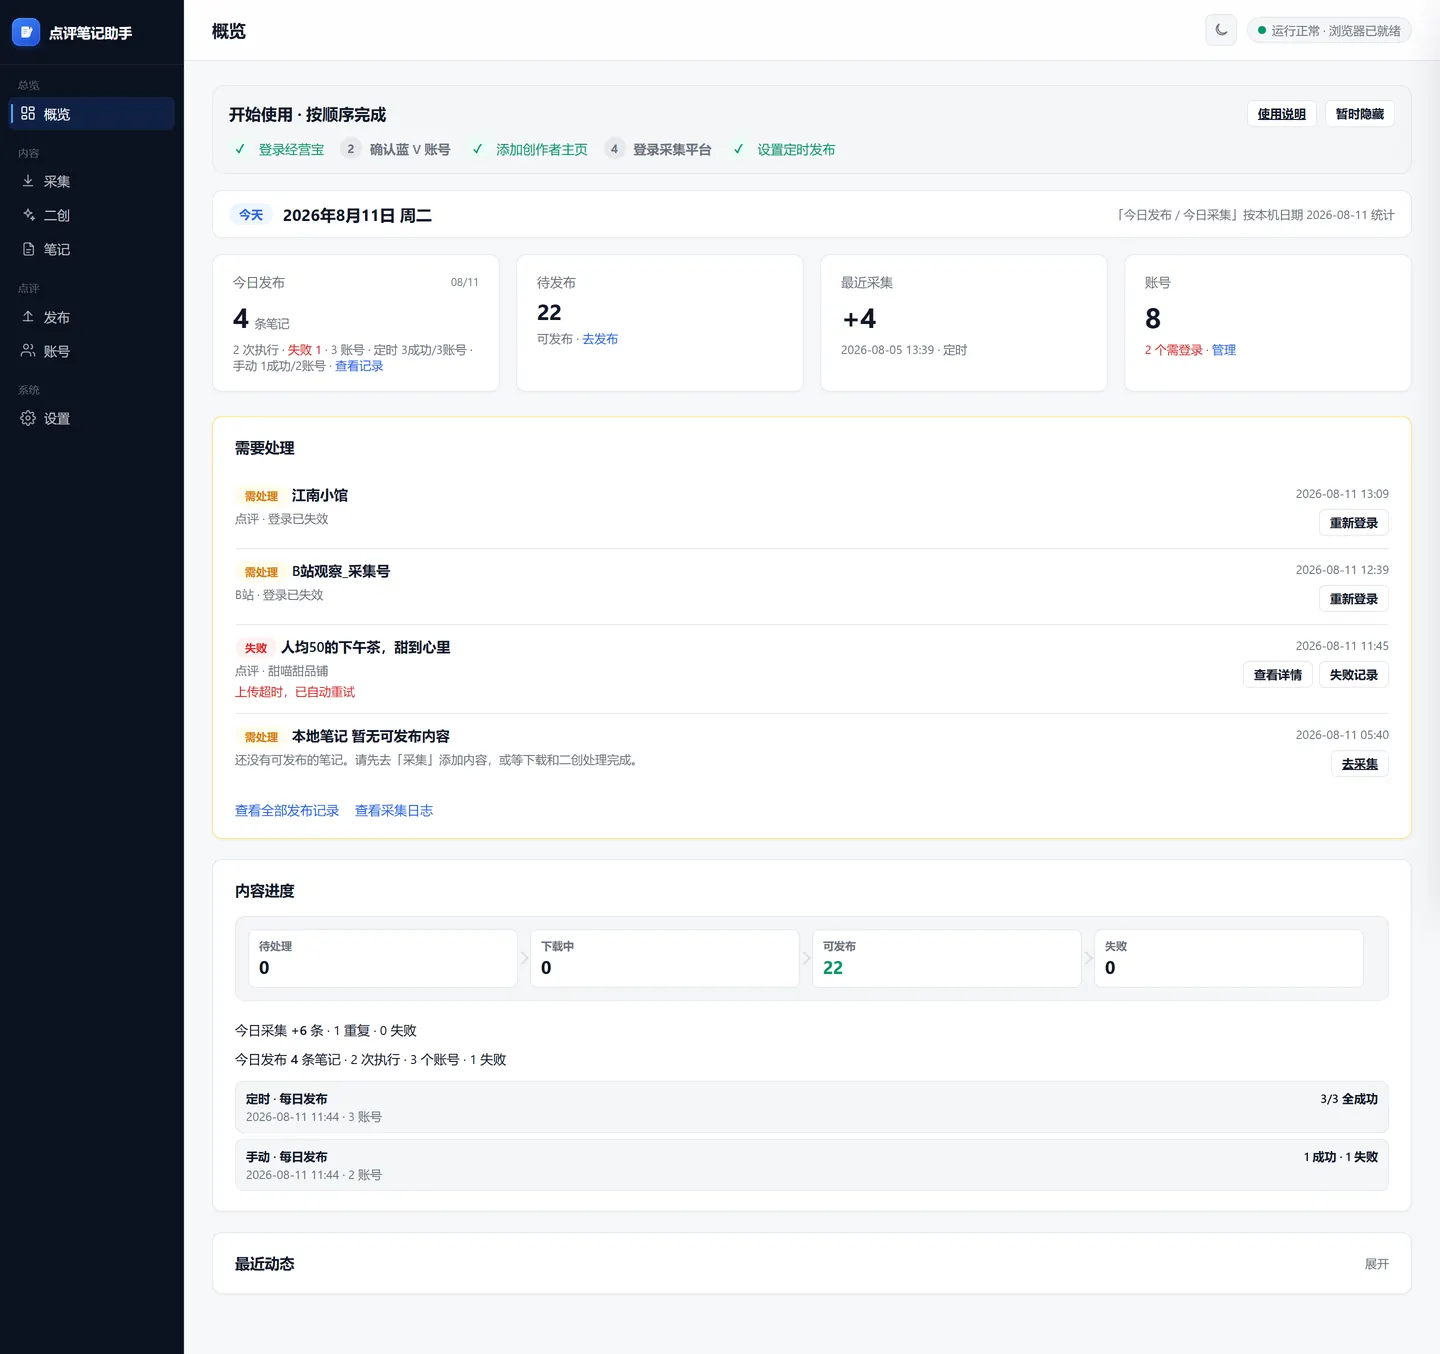 点评笔记助手
总览
概览
内容
采集
二创
笔记
点评
发布
账号
系统
设置
概览
运行正常 · 浏览器已就绪
开始使用 · 按顺序完成
使用说明
暂时隐藏
✓ 登录经营宝 2 确认蓝 V 账号 ✓ 添加创作者主页 4 登录采集平台 ✓ 设置定时发布
今天 2026年8月11日 周二
「今日发布 / 今日采集」按本机日期 2026-08-11 统计
今日发布 08/11
4 条笔记
2 次执行 · 失败 1 · 3 账号 · 定时 3成功/3账号 ·
手动 1成功/2账号 · 查看记录
待发布
22
可发布 · 去发布
最近采集
+4
2026-08-05 13:39 · 定时
账号
8
2 个需登录 · 管理
需要处理
需处理 江南小馆 2026-08-11 13:09
点评 · 登录已失效
重新登录
需处理 B站观察_采集号 2026-08-11 12:39
B站 · 登录已失效
重新登录
失败 人均50的下午茶，甜到心里 2026-08-11 11:45
点评 · 甜喵甜品铺
查看详情 失败记录
上传超时，已自动重试
需处理 本地笔记 暂无可发布内容 2026-08-11 05:40
还没有可发布的笔记。请先去「采集」添加内容，或等下载和二创处理完成。
去采集
查看全部发布记录 查看采集日志
内容进度
待处理
0
下载中
0
可发布
22
失败
0
今日采集 +6 条 · 1 重复 · 0 失败
今日发布 4 条笔记 · 2 次执行 · 3 个账号 · 1 失败
定时 · 每日发布 3/3 全成功
2026-08-11 11:44 · 3 账号
手动 · 每日发布 1 成功 · 1 失败
2026-08-11 11:44 · 2 账号
最近动态 展开